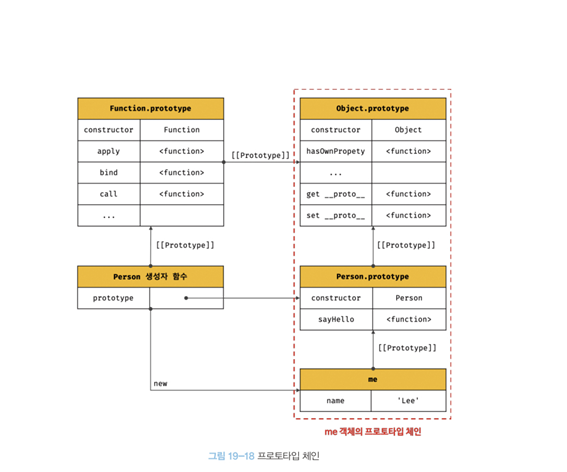 Function.prototype
constructor Function
apply <function>
bind <function>
call <function>
...
[[Prototype]]
Object.prototype
constructor Object
hasOwnPropety <function>
...
get __proto__ <function>
set __proto__ <function>
[[Prototype]]
[[Prototype]]
Person 생성자 함수
prototype
Person.prototype
constructor Person
sayHello <function>
[[Prototype]]
new
me
name 'Lee'
me 객체의 프로토타입 체인
그림 19-18 프로토타입 체인